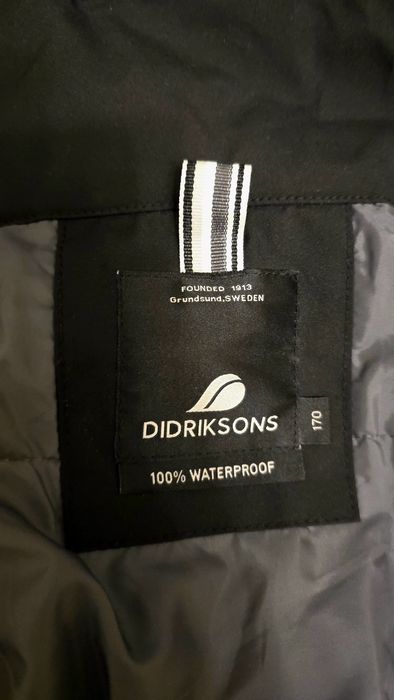 FOUNDED 1913
Grundsund,SWEDEN
DIDRIKSONS
170
100% WATERPROOF